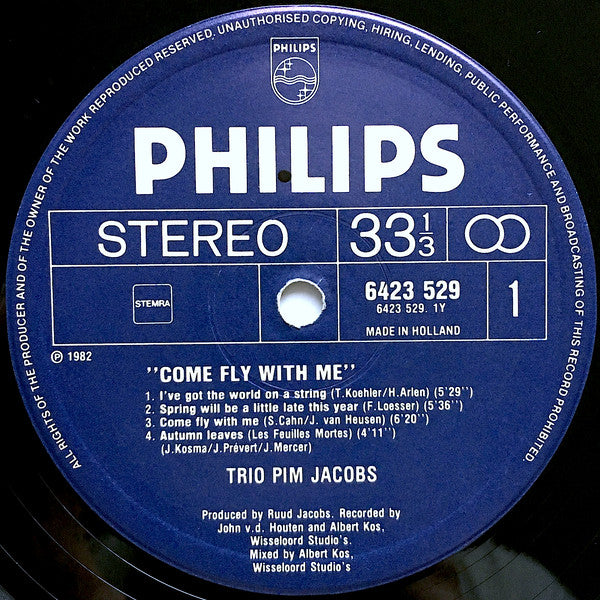 ALL RIGHTS OF THE PRODUCER AND OF THE OWNER OF THE WORK REPRODUCED RESERVED. UNAUTHORISED COPYING, HIRING, LENDING, PUBLIC PERFORMANCE AND BROADCASTING OF THIS RECORD PROHIBITED.
PHILIPS
PHILIPS
STEREO 33 1/3
STEMRA
6423 529
6423 529. 1Y
MADE IN HOLLAND
1
℗ 1982
"COME FLY WITH ME"
1. I've got the world on a string (T.Koehler/H.Arlen) (5'29")
2. Spring will be a little late this year (F.Loesser) (5'36")
3. Come fly with me (S.Cahn/J. van Heusen) (6'20")
4. Autumn leaves (Les Feuilles Mortes) (4'11")
(J.Kosma/J.Prévert/J.Mercer)
TRIO PIM JACOBS
Produced by Ruud Jacobs. Recorded by
John v.d. Houten and Albert Kos,
Wisseloord Studio's.
Mixed by Albert Kos,
Wisseloord Studio's